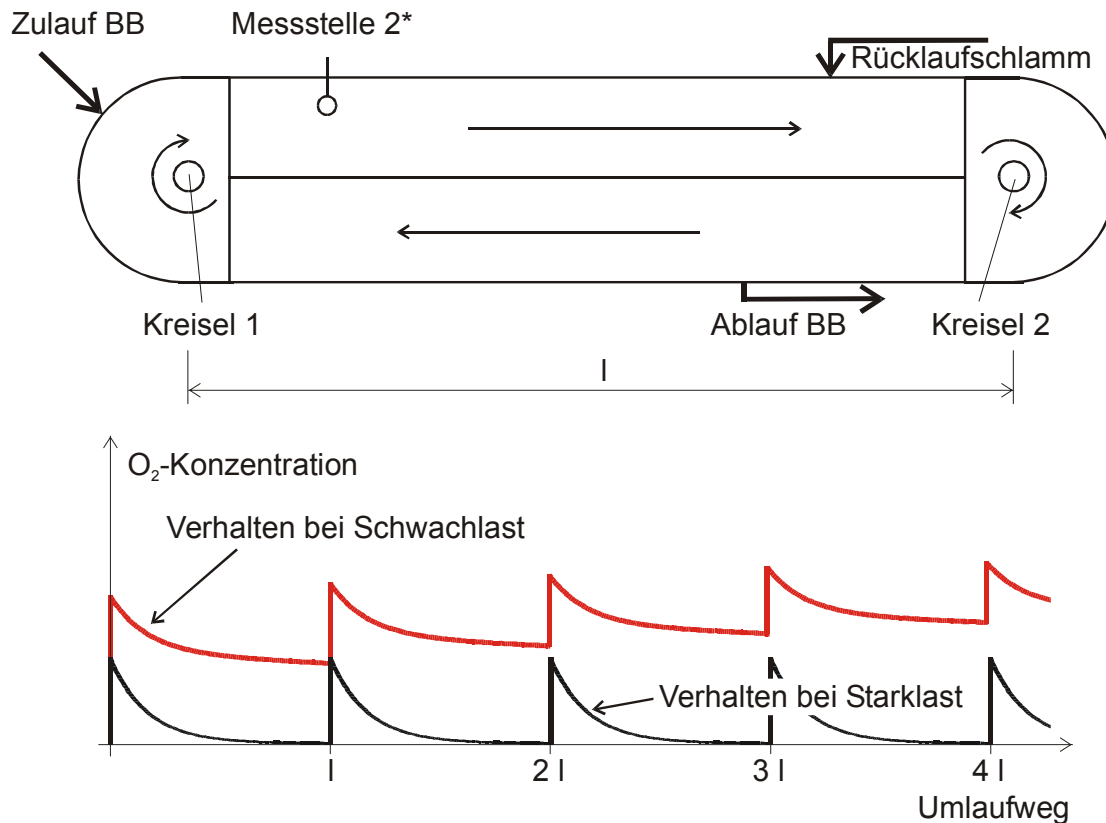 Zulauf BB
Messstelle 2*
Rücklaufschlamm
Kreisel 1
Ablauf BB
Kreisel 2
l
O₂-Konzentration
Verhalten bei Schwachlast
Verhalten bei Starklast
l
2 l
3 l
4 l
Umlaufweg